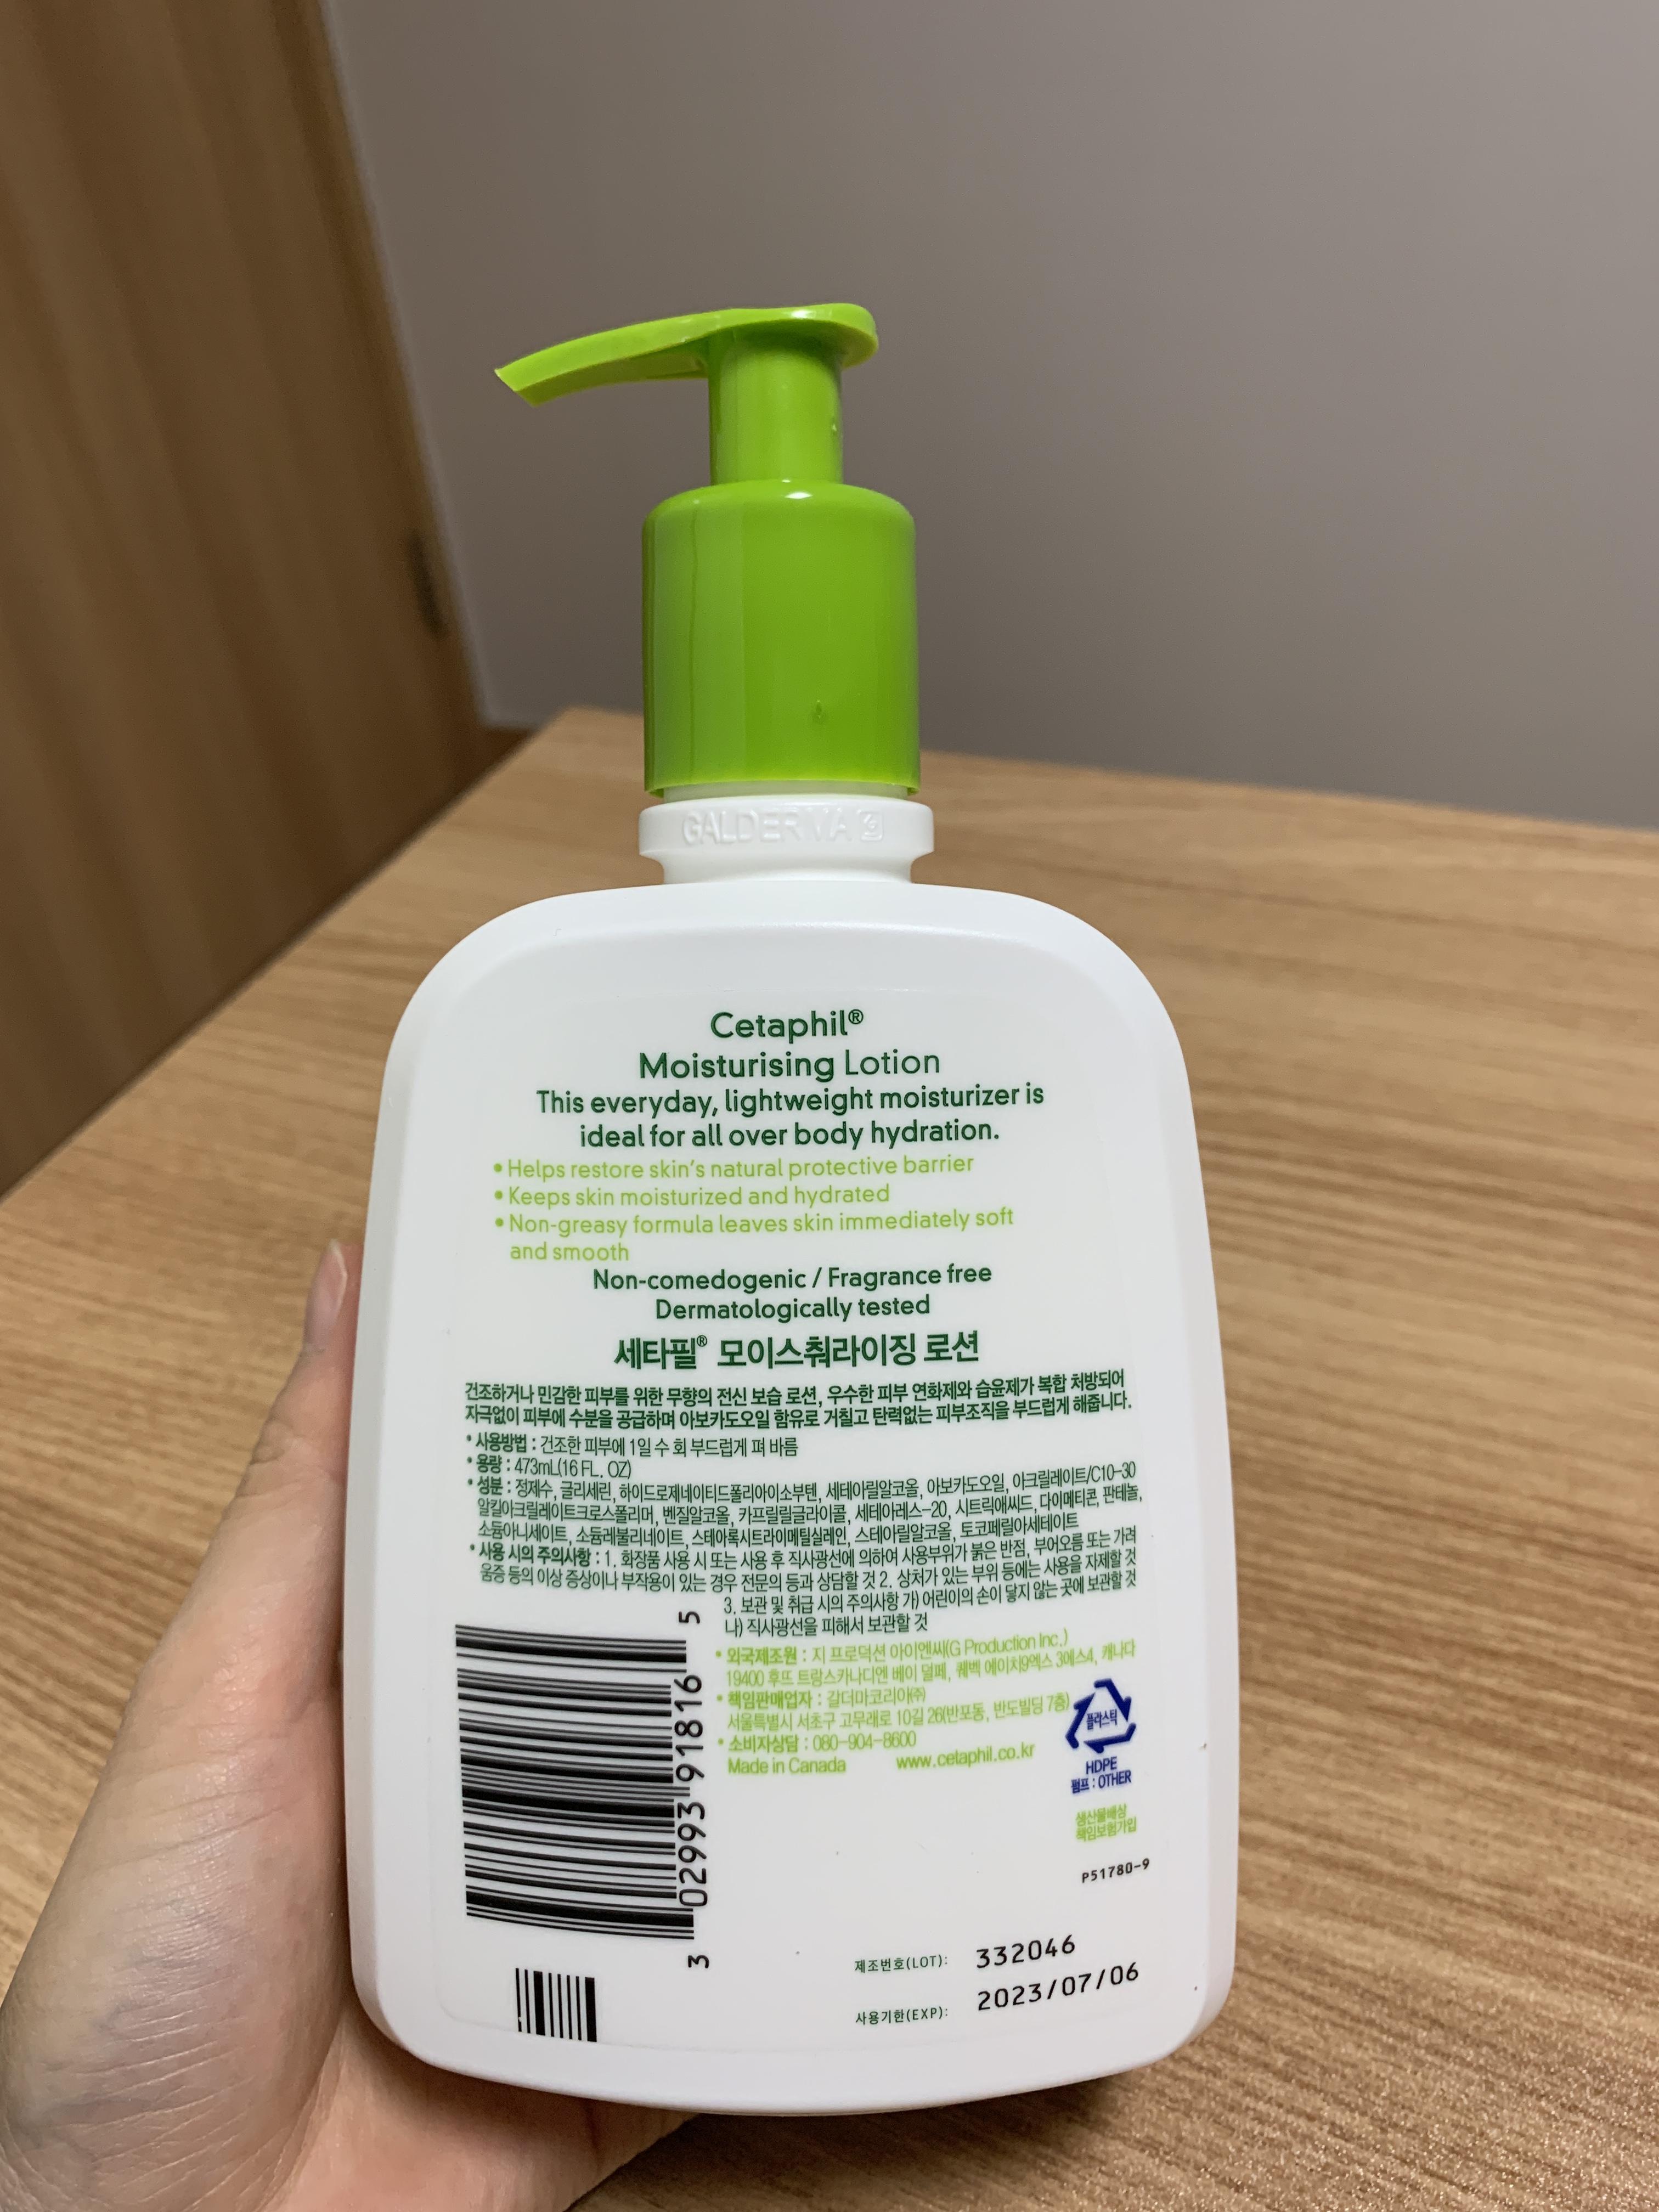 GALDERMA
Cetaphil®
Moisturising Lotion
This everyday, lightweight moisturizer is
ideal for all over body hydration.
• Helps restore skin's natural protective barrier
• Keeps skin moisturized and hydrated
• Non-greasy formula leaves skin immediately soft
and smooth
Non-comedogenic / Fragrance free
Dermatologically tested
세타필® 모이스춰라이징 로션
건조하거나 민감한 피부를 위한 무향의 전신 보습 로션, 우수한 피부 연화제와 습윤제가 복합 처방되어
자극없이 피부에 수분을 공급하며 아보카도오일 함유로 거칠고 탄력없는 피부조직을 부드럽게 해줍니다.
• 사용방법 : 건조한 피부에 1일 수 회 부드럽게 펴 바름
• 용량 : 473mL(16 FL. OZ)
• 성분 : 정제수, 글리세린, 하이드로제네이티드폴리아이소부텐, 세테아릴알코올, 아보카도오일, 아크릴레이트/C10-30
알킬아크릴레이트크로스폴리머, 벤질알코올, 카프릴릴글라이콜, 세테아레스-20, 시트릭애씨드, 다이메티콘, 판테놀,
소듐아니세이트, 소듐레불리네이트, 스테아록시트라이메틸실레인, 스테아릴알코올, 토코페릴아세테이트
• 사용 시의 주의사항 : 1. 화장품 사용 시 또는 사용 후 직사광선에 의하여 사용부위가 붉은 반점, 부어오름 또는 가려
움증 등의 이상 증상이나 부작용이 있는 경우 전문의 등과 상담할 것 2. 상처가 있는 부위 등에는 사용을 자제할 것
3. 보관 및 취급 시의 주의사항 가) 어린이의 손이 닿지 않는 곳에 보관할 것
나) 직사광선을 피해서 보관할 것
• 외국제조원 : 지 프로덕션 아이엔씨(G Production Inc.)
19400 후뜨 트랑스카나디엔 베이 덜페, 퀘벡 에이치9엑스 3에스4, 캐나다
• 책임판매업자 : 갈더마코리아㈜
서울특별시 서초구 고무래로 10길 26(반포동, 반도빌딩 7층)
• 소비자상담 : 080-904-8600
Made in Canada www.cetaphil.co.kr
플라스틱
HDPE
펌프 : OTHER
생산물배상
책임보험가입
P51780-9
3 02993 91816 5
제조번호(LOT): 332046
사용기한(EXP): 2023/07/06